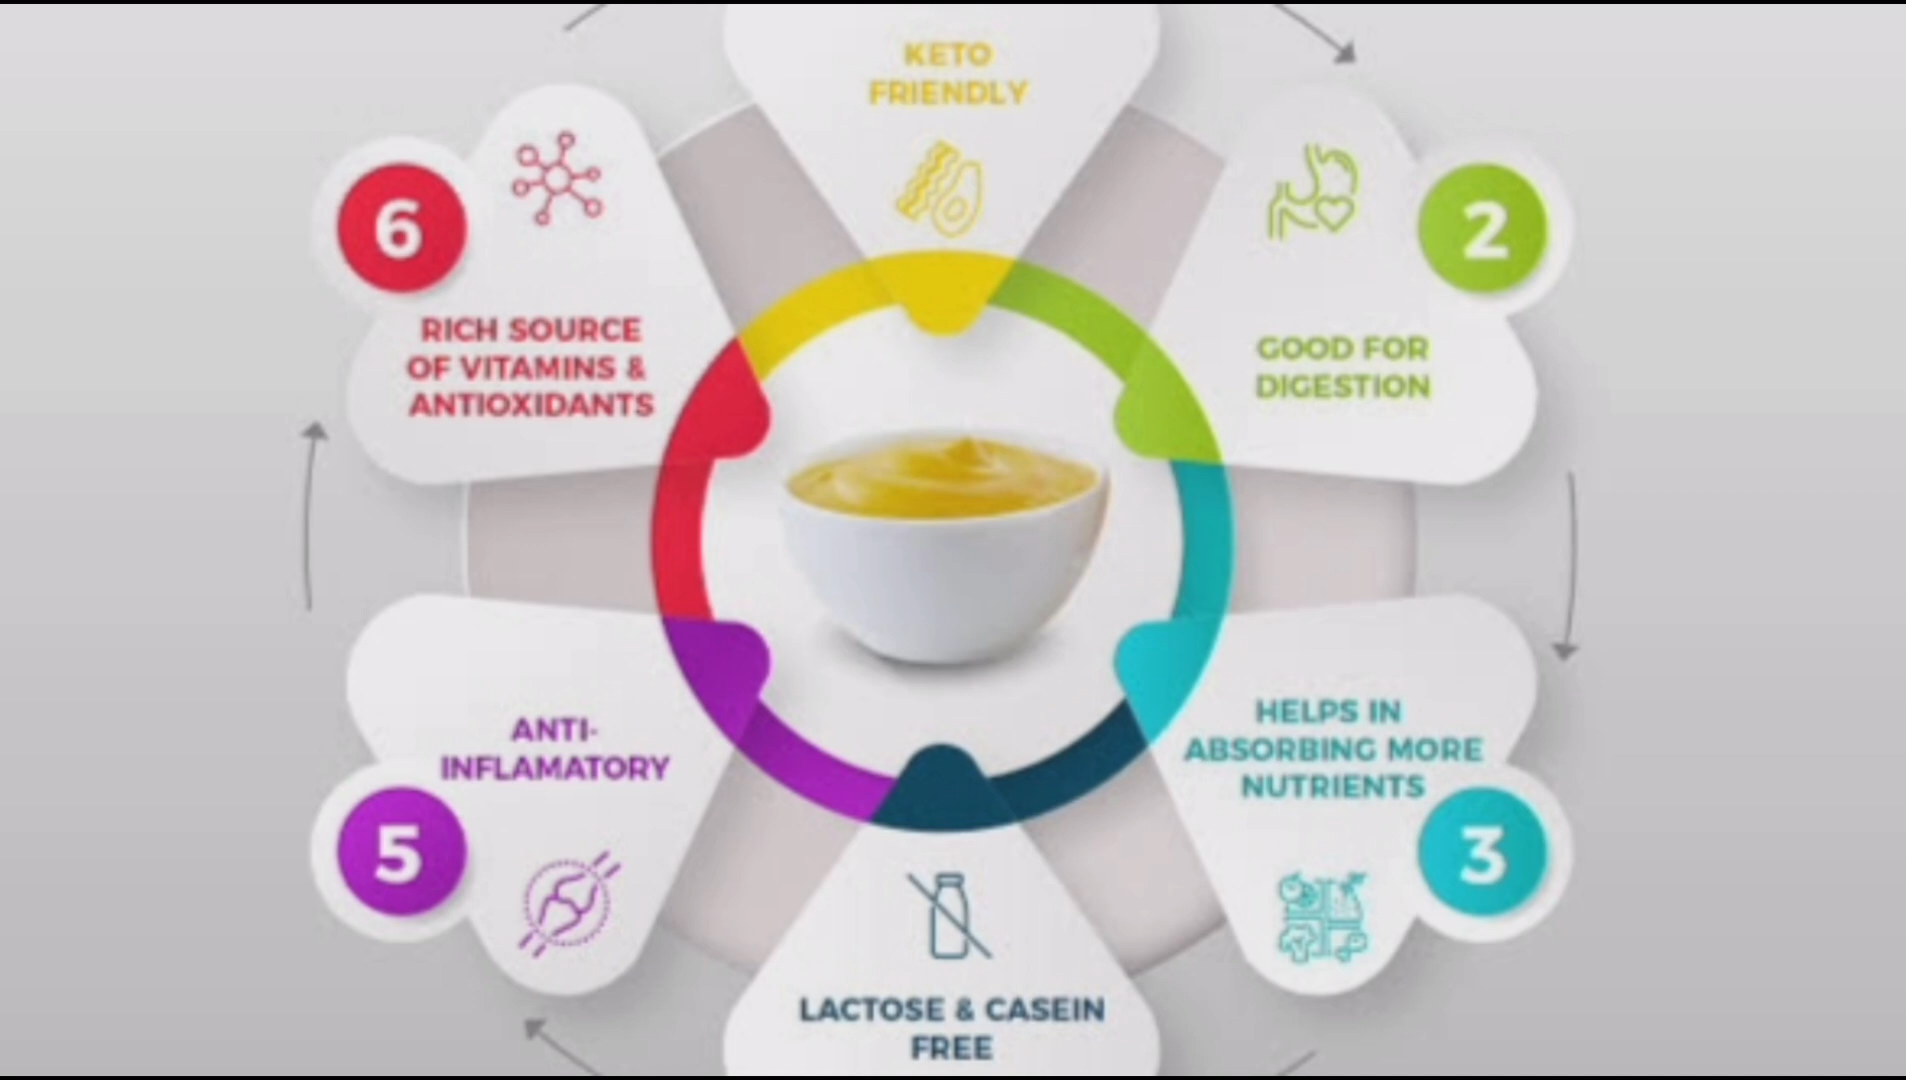 KETO
FRIENDLY
2
GOOD FOR
DIGESTION
HELPS IN
ABSORBING MORE
NUTRIENTS
3
LACTOSE & CASEIN
FREE
5
ANTI-
INFLAMATORY
6
RICH SOURCE
OF VITAMINS &
ANTIOXIDANTS